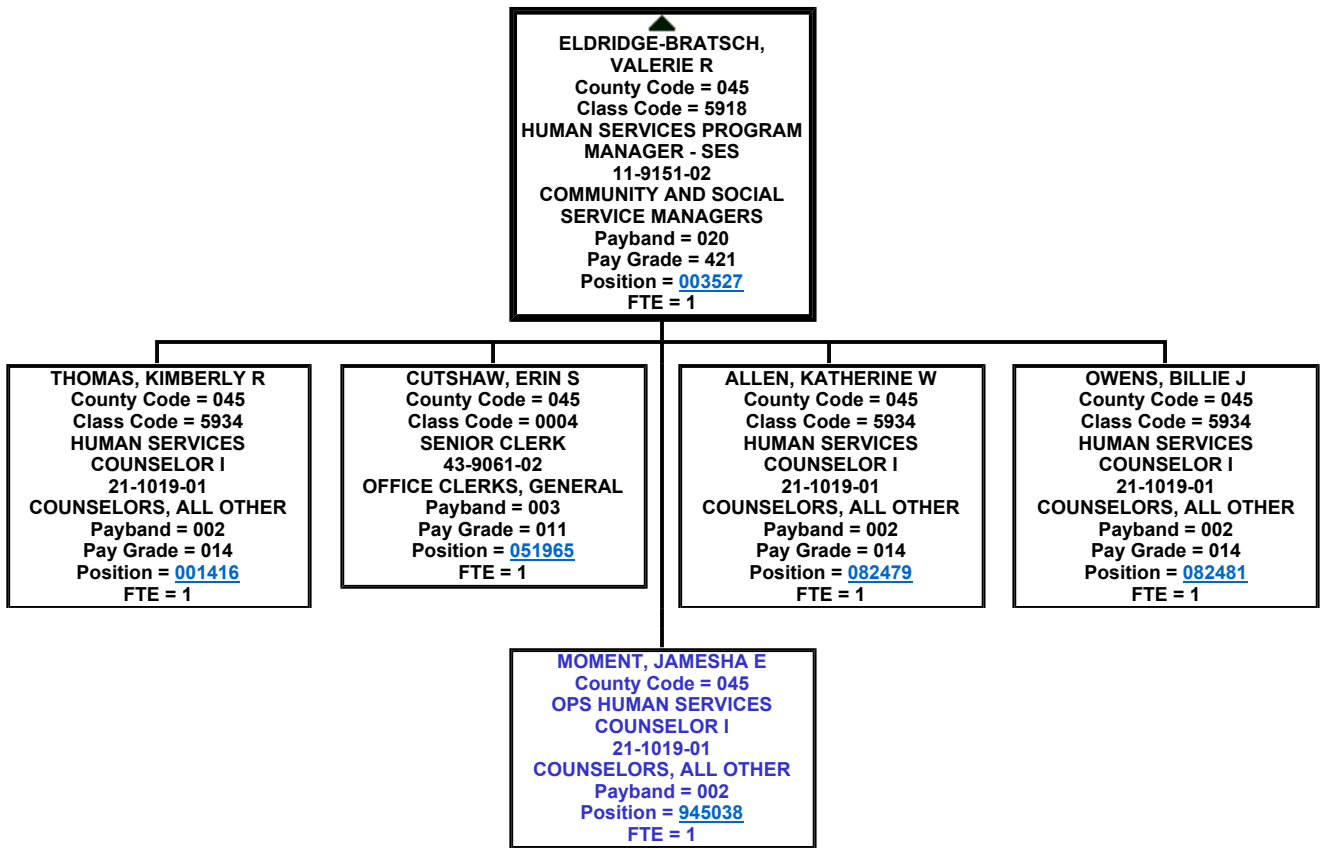 ELDRIDGE-BRATSCH,
VALERIE R
County Code = 045
Class Code = 5918
HUMAN SERVICES PROGRAM
MANAGER - SES
11-9151-02
COMMUNITY AND SOCIAL
SERVICE MANAGERS
Payband = 020
Pay Grade = 421
Position = 003527
FTE = 1
THOMAS, KIMBERLY R
County Code = 045
Class Code = 5934
HUMAN SERVICES
COUNSELOR I
21-1019-01
COUNSELORS, ALL OTHER
Payband = 002
Pay Grade = 014
Position = 001416
FTE = 1
CUTSHAW, ERIN S
County Code = 045
Class Code = 0004
SENIOR CLERK
43-9061-02
OFFICE CLERKS, GENERAL
Payband = 003
Pay Grade = 011
Position = 051965
FTE = 1
ALLEN, KATHERINE W
County Code = 045
Class Code = 5934
HUMAN SERVICES
COUNSELOR I
21-1019-01
COUNSELORS, ALL OTHER
Payband = 002
Pay Grade = 014
Position = 082479
FTE = 1
OWENS, BILLIE J
County Code = 045
Class Code = 5934
HUMAN SERVICES
COUNSELOR I
21-1019-01
COUNSELORS, ALL OTHER
Payband = 002
Pay Grade = 014
Position = 082481
FTE = 1
MOMENT, JAMESHA E
County Code = 045
OPS HUMAN SERVICES
COUNSELOR I
21-1019-01
COUNSELORS, ALL OTHER
Payband = 002
Position = 945038
FTE = 1